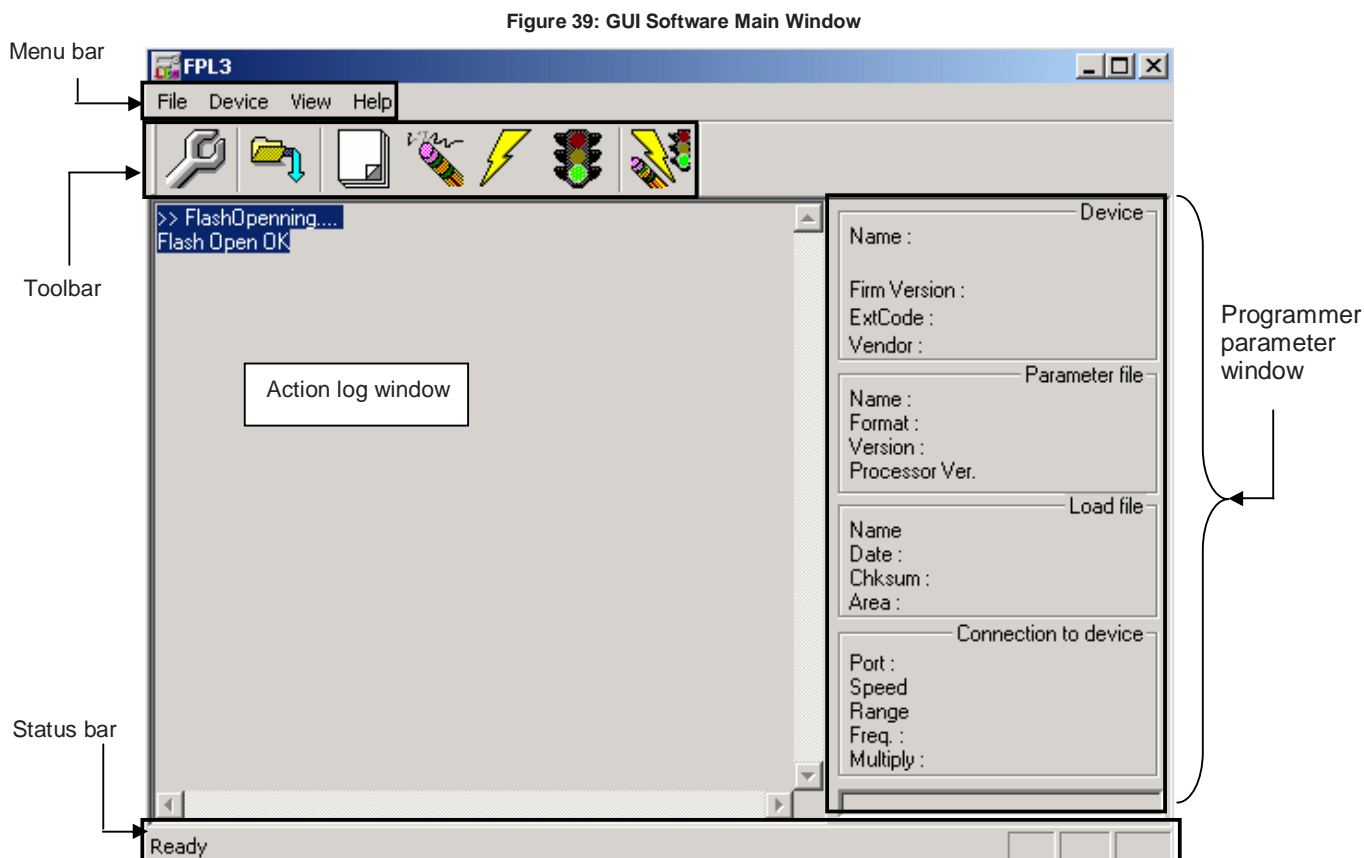 Figure 39: GUI Software Main Window
Menu bar
FPL3
File Device View Help
Toolbar
>> FlashOpenning....
Flash Open OK
Action log window
Device
Name :
Firm Version :
ExtCode :
Vendor :
Parameter file
Name :
Format :
Version :
Processor Ver.
Load file
Name
Date :
Chksum :
Area :
Connection to device
Port :
Speed
Range
Freq. :
Multiply :
Programmer
parameter
window
Status bar
Ready